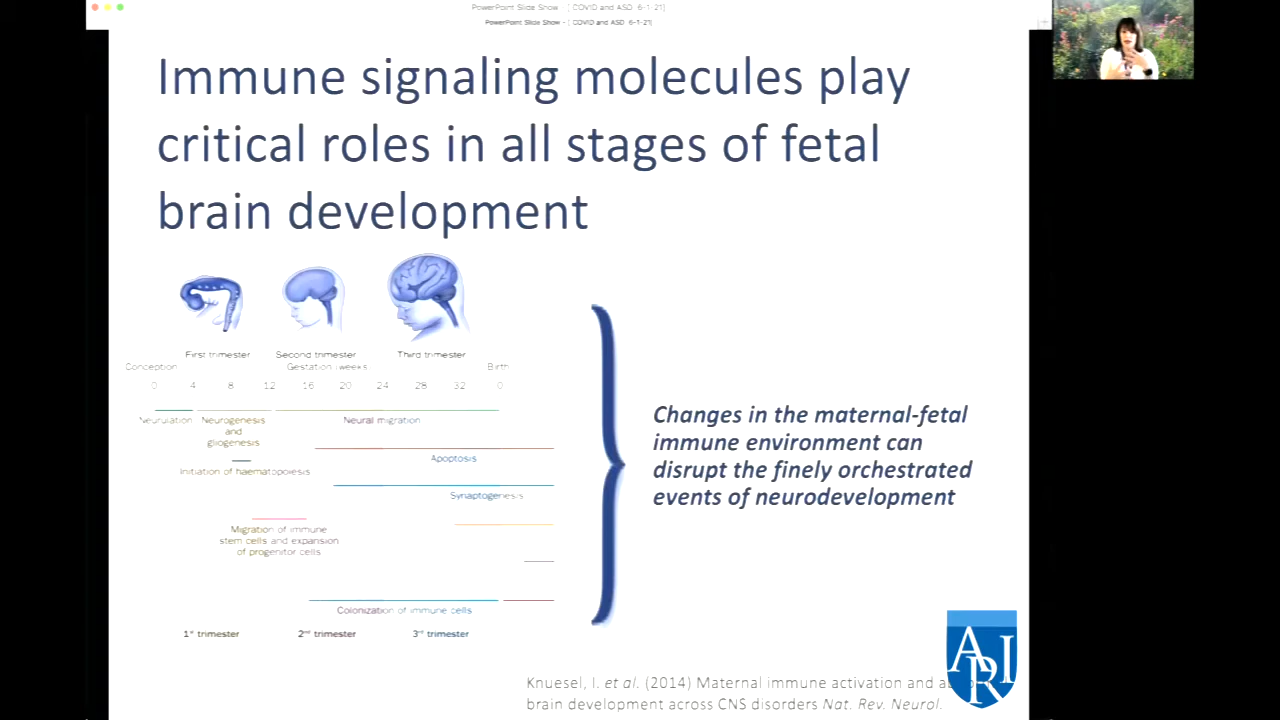 PowerPoint Slide Show - [ COVID and ASD 6-1-21]
PowerPoint Slide Show - [ COVID and ASD 6-1-21]
Immune signaling molecules play
critical roles in all stages of fetal
brain development
First trimester Second trimester Third trimester
Conception Gestation (weeks Birth
0 4 8 12 16 20 24 28 32 0
Neurulation Neurogenesis Neural migration
and
gliogenesis
Apoptosis
Initiation of haematopoiesis
Synaptogenesis
Migration of immune
stem cells and expansion
of progenitor cells
Colonization of immune cells
1st trimester 2nd trimester 3rd trimester
Changes in the maternal-fetal
immune environment can
disrupt the finely orchestrated
events of neurodevelopment
Knuesel, I. et al. (2014) Maternal immune activation and
brain development across CNS disorders Nat. Rev. Neurol.
ARI